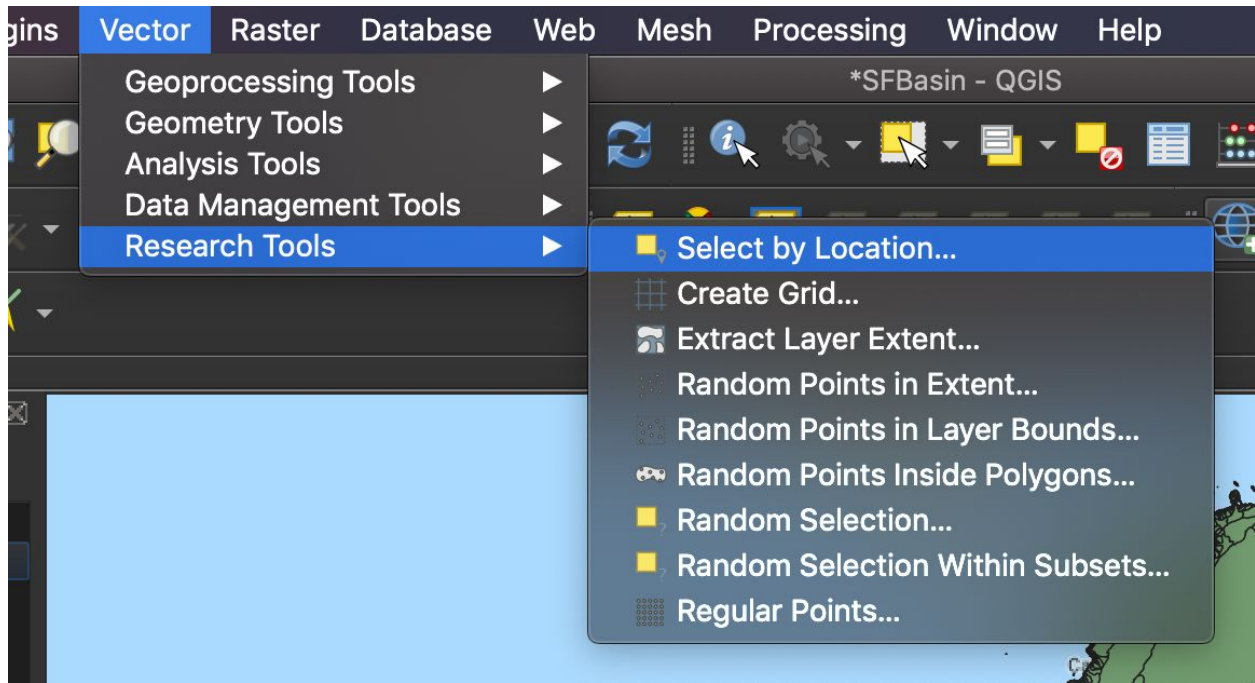 Vector Raster Database Web Mesh Processing Window Help
*SFBasin - QGIS
Geoprocessing Tools
Geometry Tools
Analysis Tools
Data Management Tools
Research Tools
Select by Location...
Create Grid...
Extract Layer Extent...
Random Points in Extent...
Random Points in Layer Bounds...
Random Points Inside Polygons...
Random Selection...
Random Selection Within Subsets...
Regular Points...